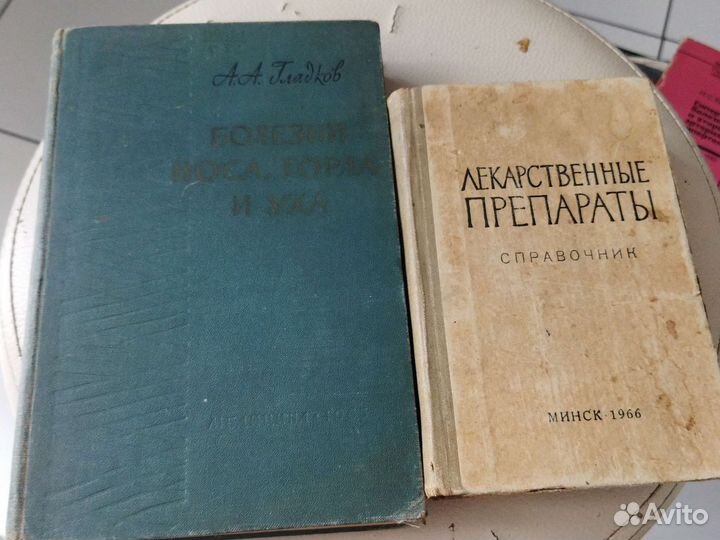 А.А. Гладков
БОЛЕЗНИ
НОСА, ГОРЛА
И УХА
ЛЕКАРСТВЕННЫЕ
ПРЕПАРАТЫ
СПРАВОЧНИК
МИНСК·1966
Avito